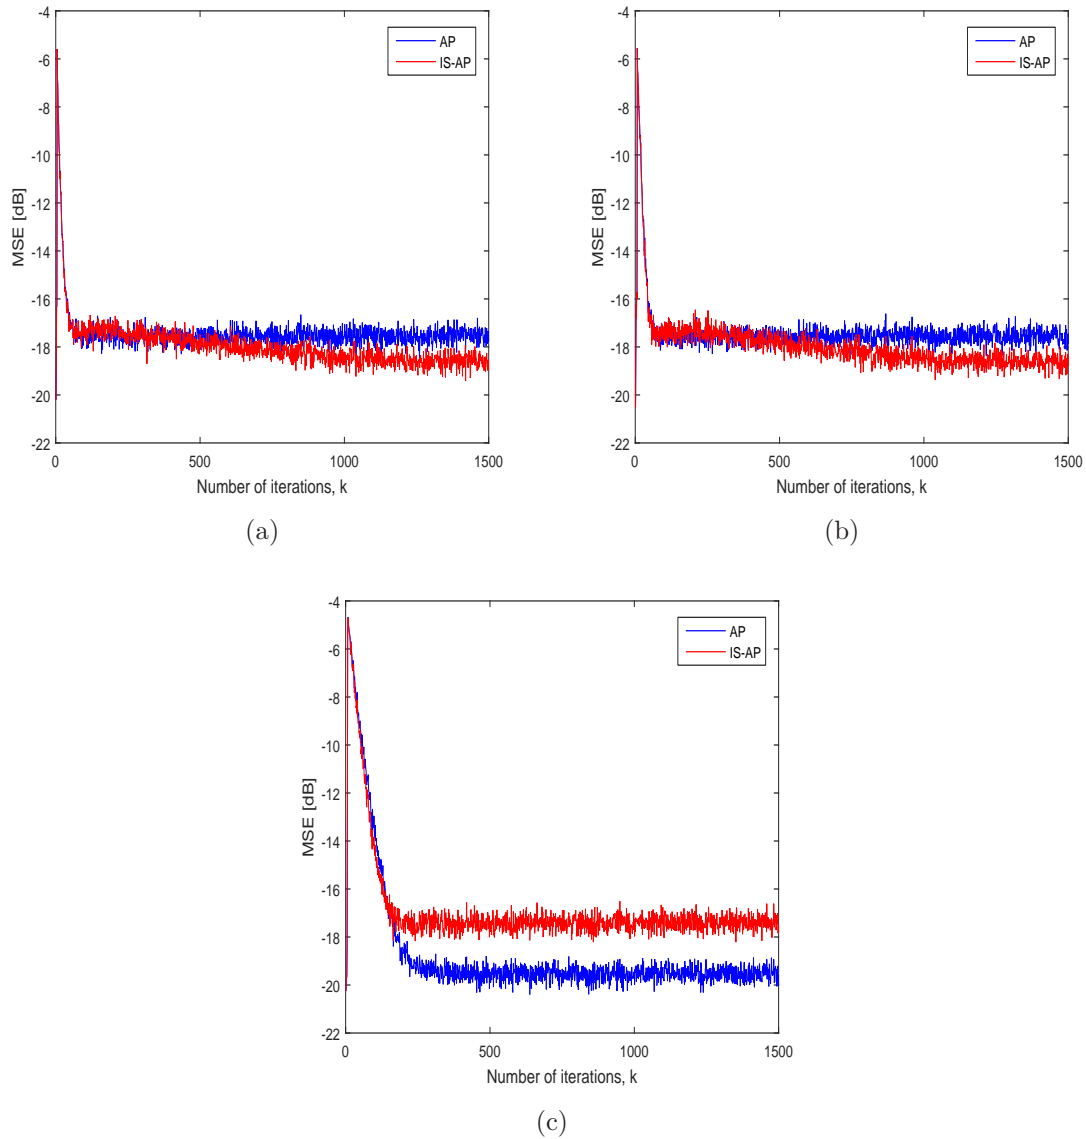 -4
-6
-8
-10
-12
-14
-16
-18
-20
-22
MSE [dB]
AP
IS-AP
0 500 1000 1500
Number of iterations, k
(a)
-4
-6
-8
-10
-12
-14
-16
-18
-20
-22
MSE [dB]
AP
IS-AP
0 500 1000 1500
Number of iterations, k
(b)
-4
-6
-8
-10
-12
-14
-16
-18
-20
-22
MSE [dB]
AP
IS-AP
0 500 1000 1500
Number of iterations, k
(c)